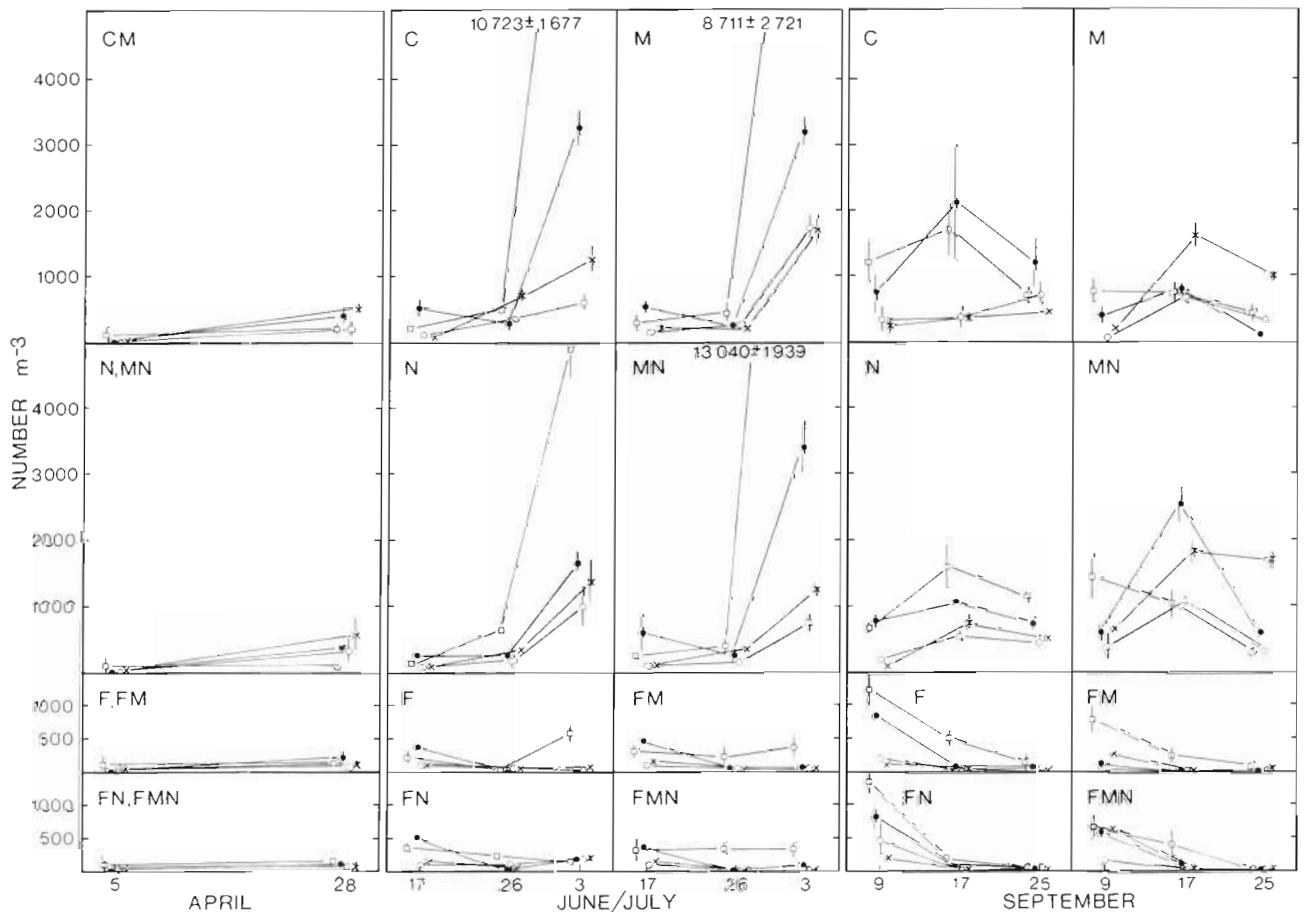 10 723± 1 677
8 711± 2 721
CM
C
M
C
M
4000
3000
2000
1000
NUMBER m-3
13 040±1939
N,MN
N
MN
N
MN
4000
3000
2000
1000
F,FM
F
FM
F
FM
1000
500
FN,FMN
FN
FMN
FN
FMN
1000
500
5
28
17
26
3
17
26
3
9
17
25
9
17
25
APRIL
JUNE/JULY
SEPTEMBER